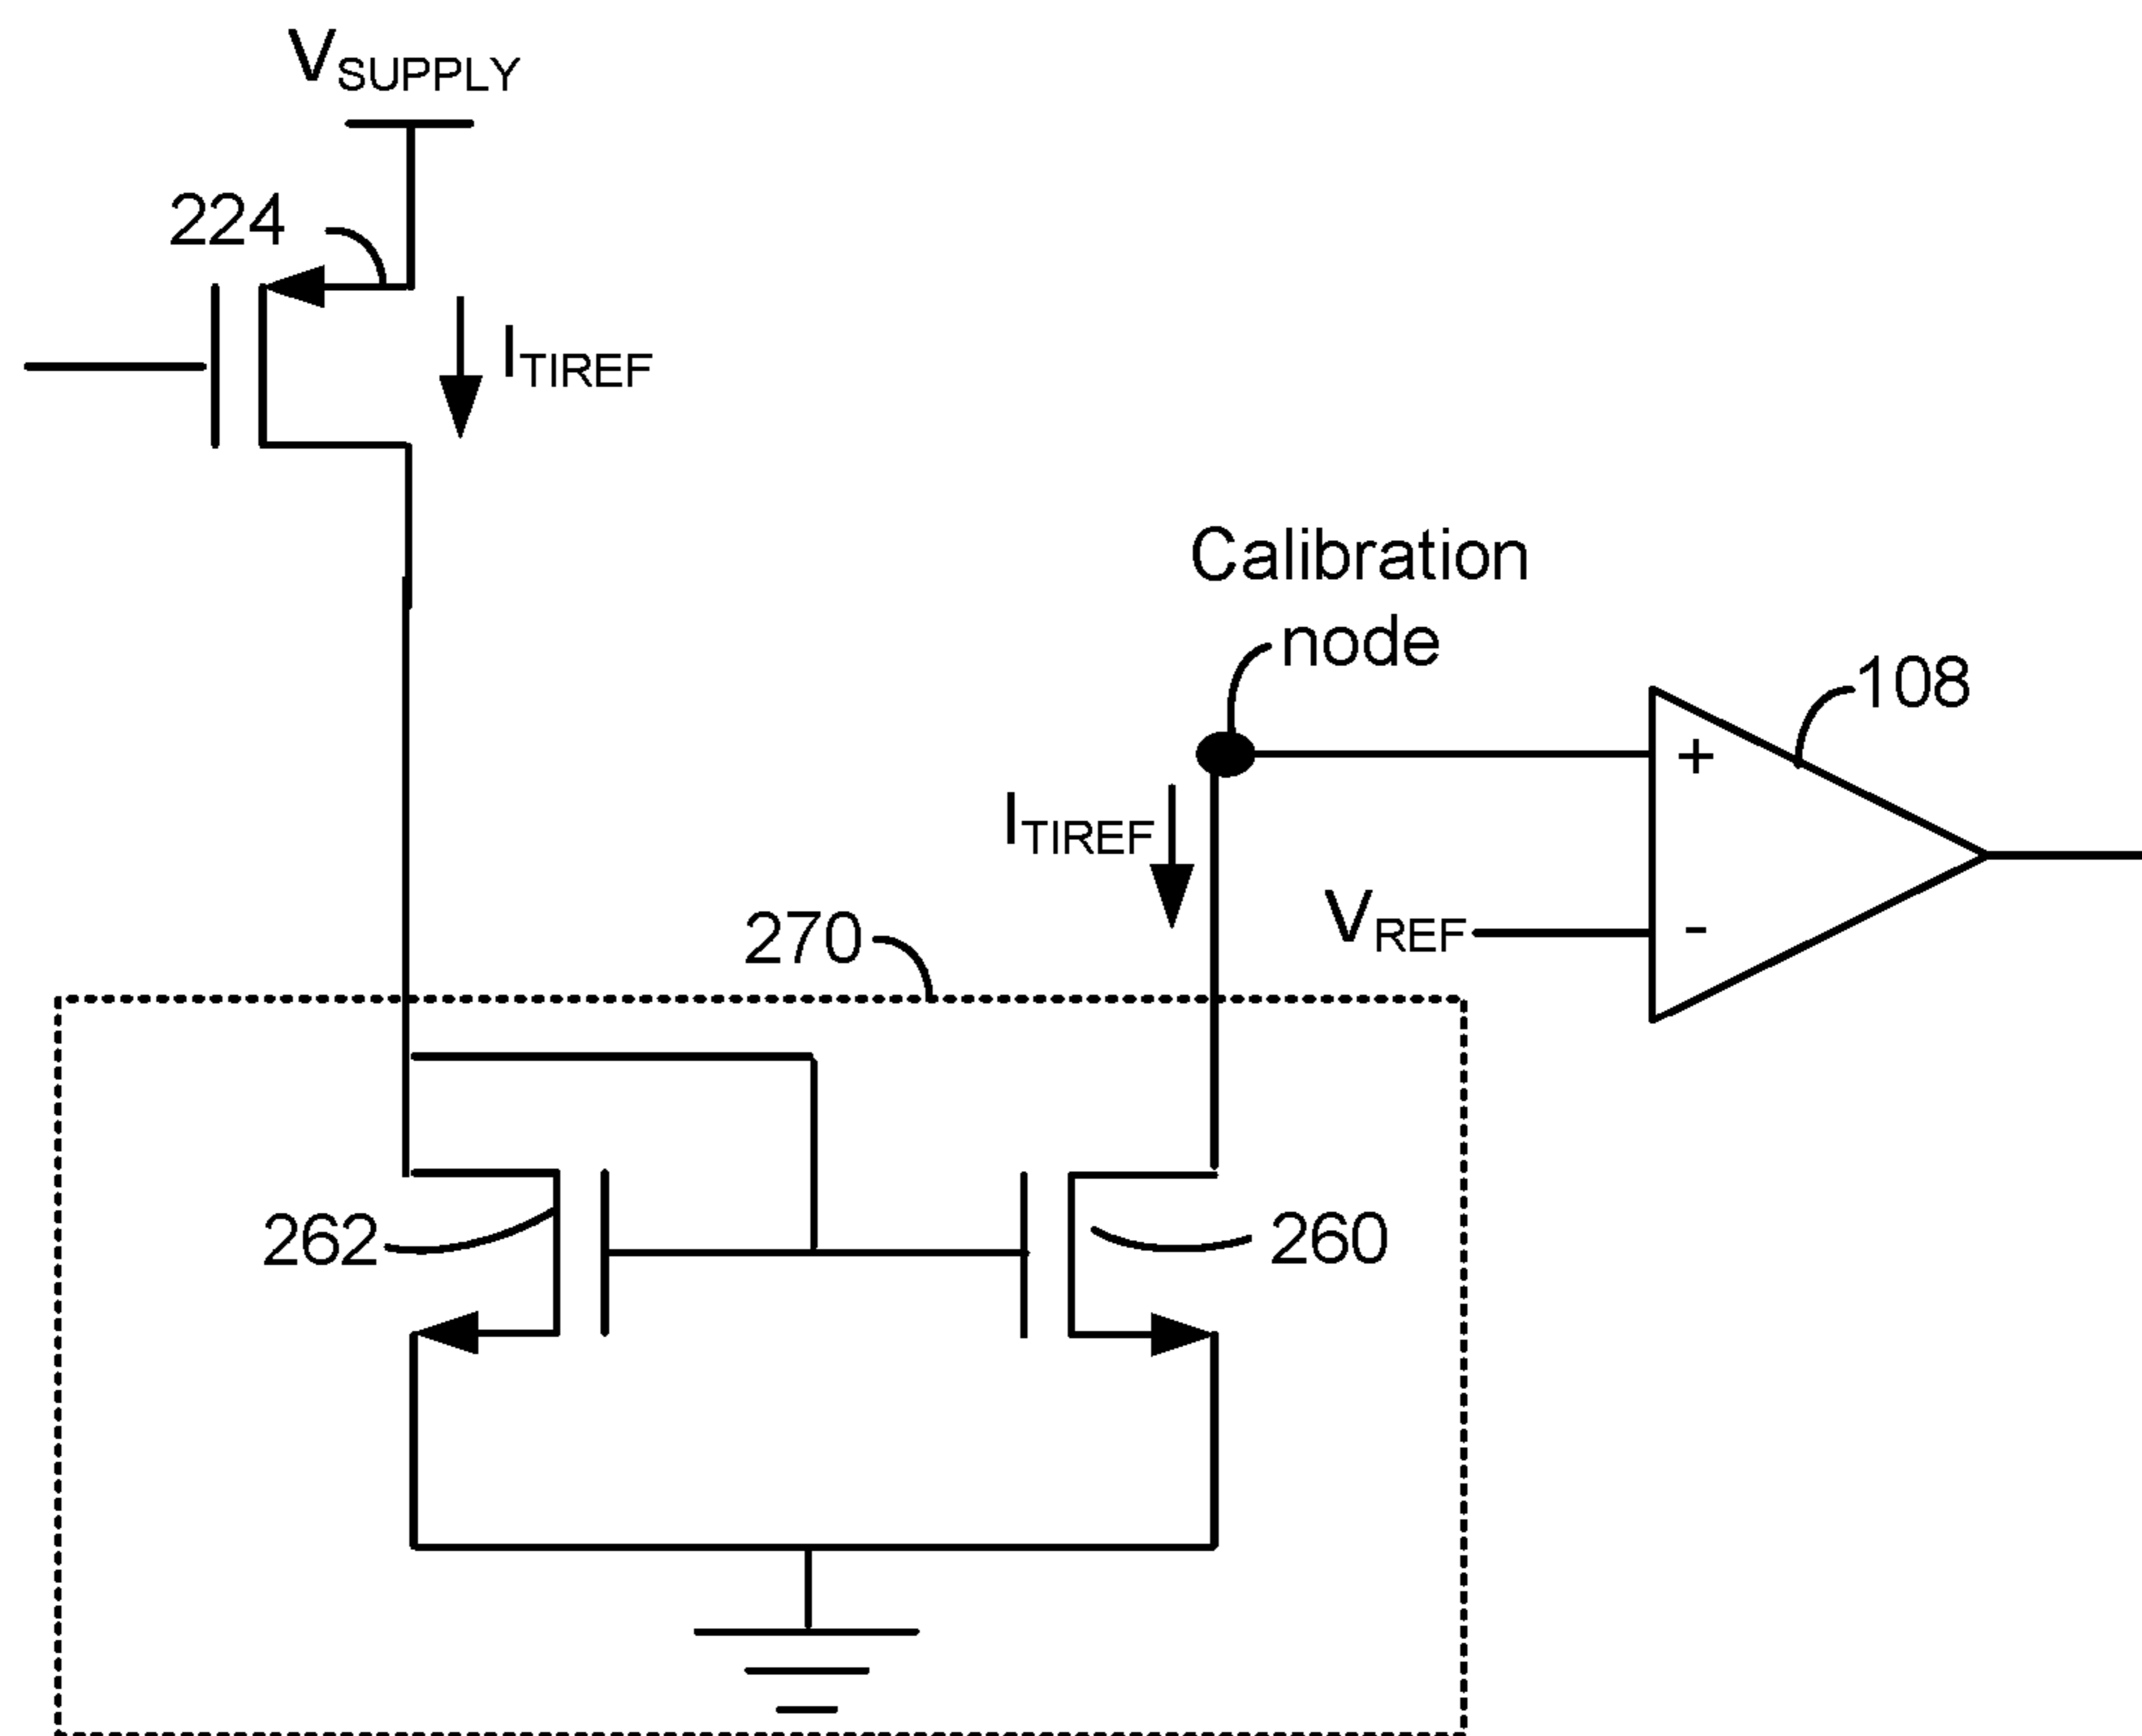 VSUPPLY
224
ITIREF
Calibration
node
108
+
ITIREF
VREF
-
270
262
260